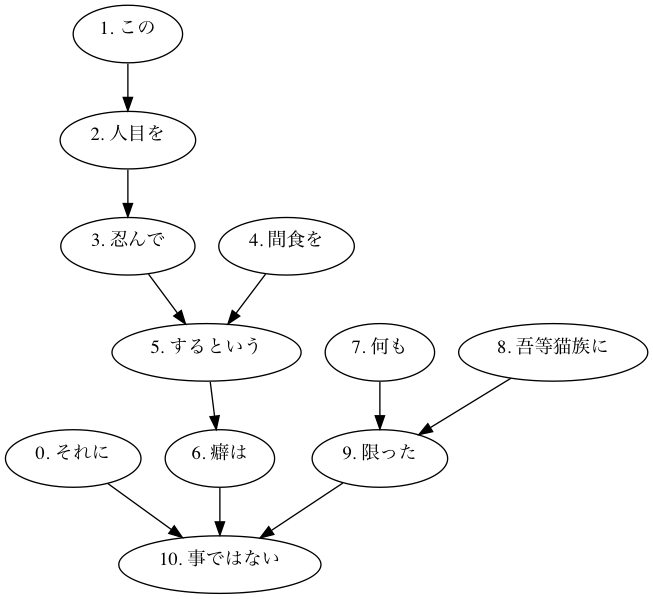 1. この
2. 人目を
3. 忍んで
4. 間食を
5. するという
7. 何も
8. 吾等猫族に
0. それに
6. 癖は
9. 限った
10. 事ではない